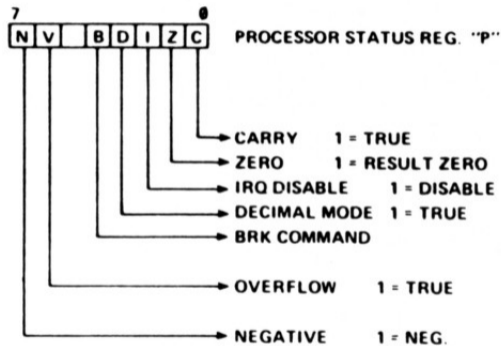 7 0
N V B D I Z C PROCESSOR STATUS REG. "P"
CARRY 1 = TRUE
ZERO 1 = RESULT ZERO
IRQ DISABLE 1 = DISABLE
DECIMAL MODE 1 = TRUE
BRK COMMAND
OVERFLOW 1 = TRUE
NEGATIVE 1 = NEG.